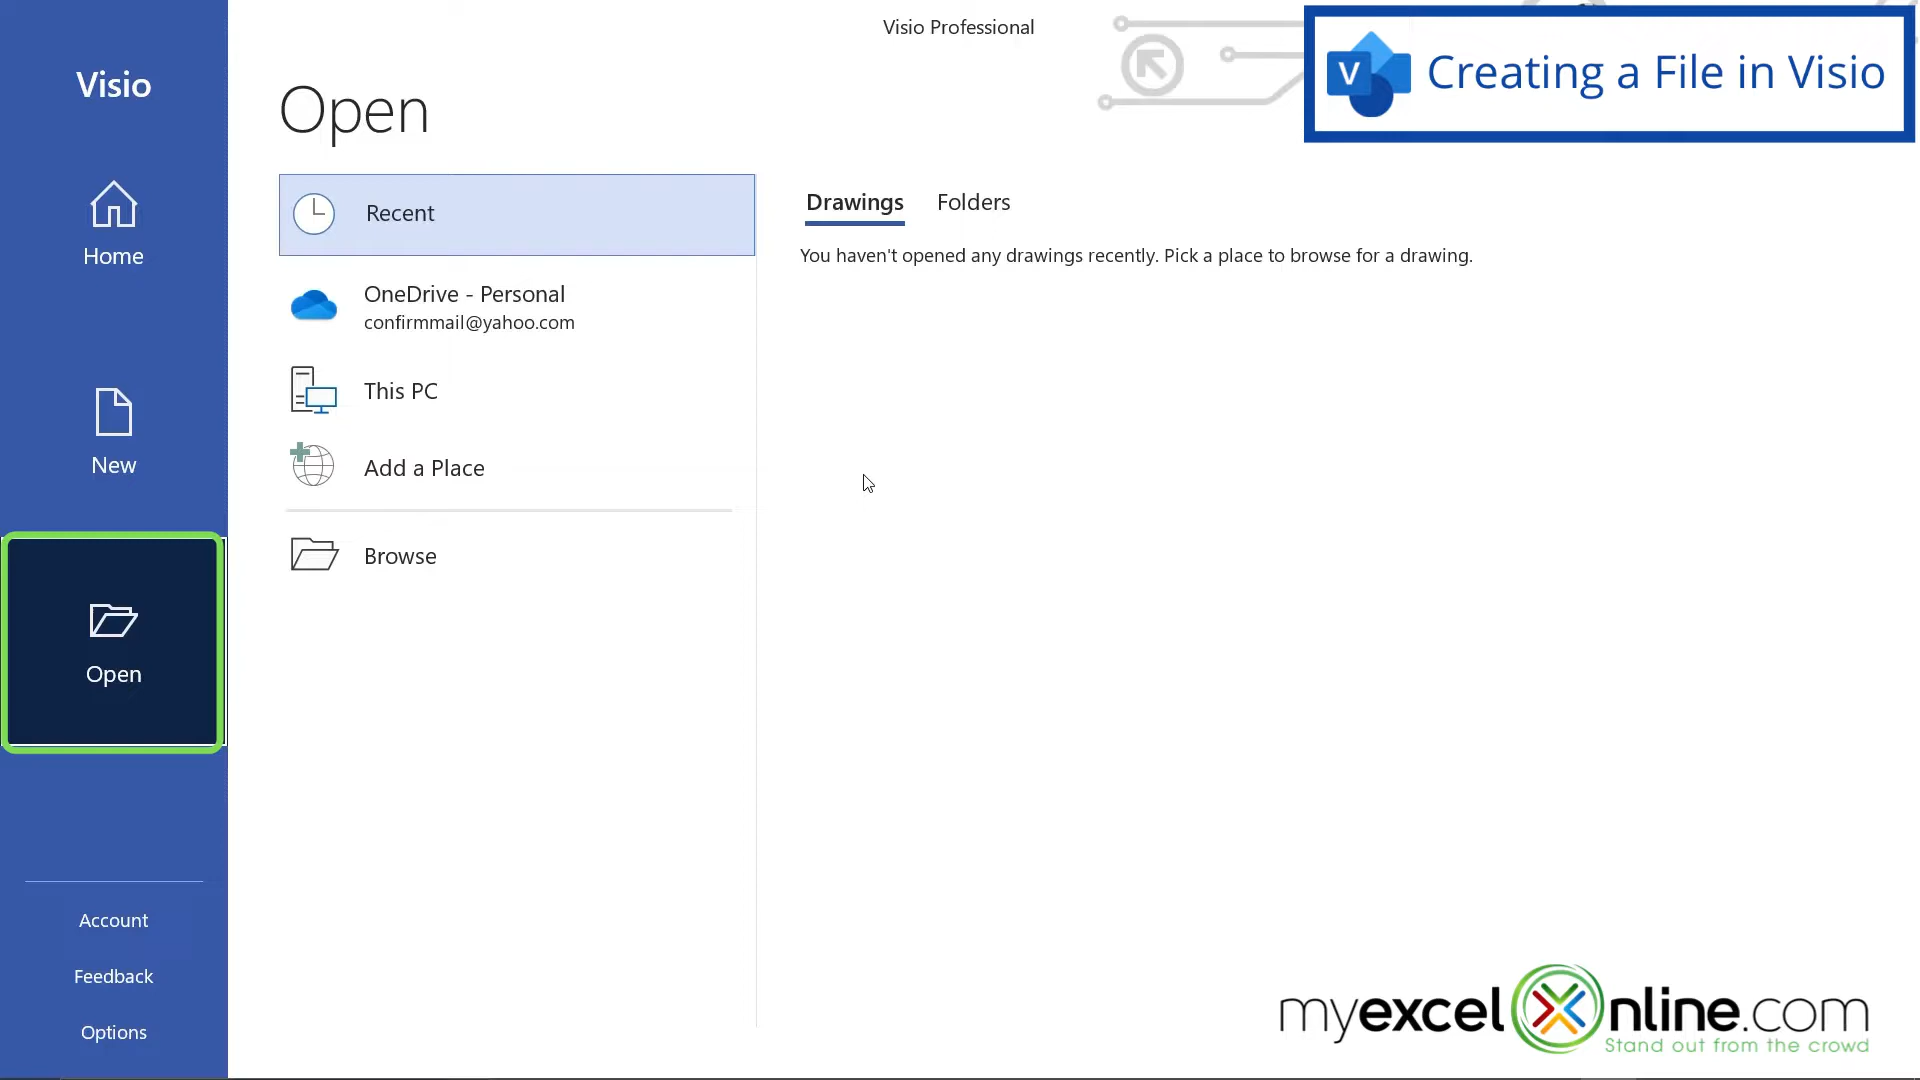 Visio Professional
V Creating a File in Visio
Visio
Home
New
Open
Account
Feedback
Options
Open
Recent
OneDrive - Personal
confirmmail@yahoo.com
This PC
Add a Place
Browse
Drawings Folders
You haven't opened any drawings recently. Pick a place to browse for a drawing.
myexcelOnline.com
Stand out from the crowd